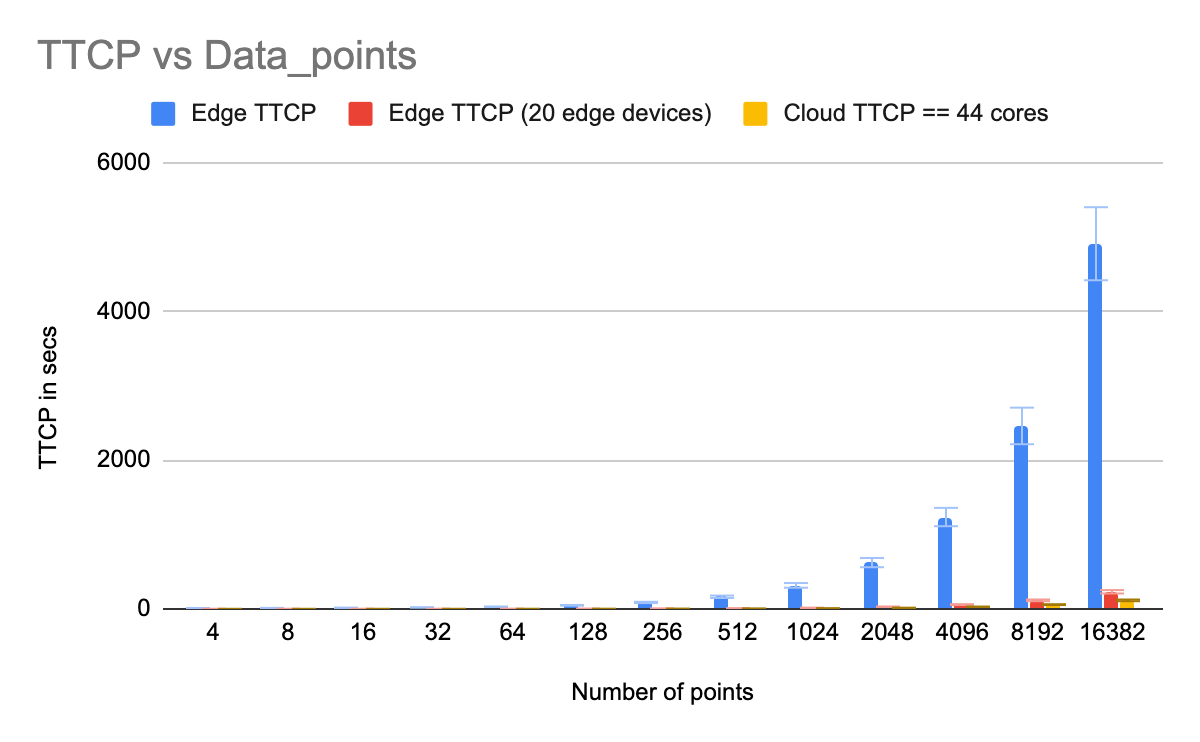 TTCP vs Data_points
Edge TTCP Edge TTCP (20 edge devices) Cloud TTCP == 44 cores
6000
4000
2000
0
TTCP in secs
4 8 16 32 64 128 256 512 1024 2048 4096 8192 16382
Number of points